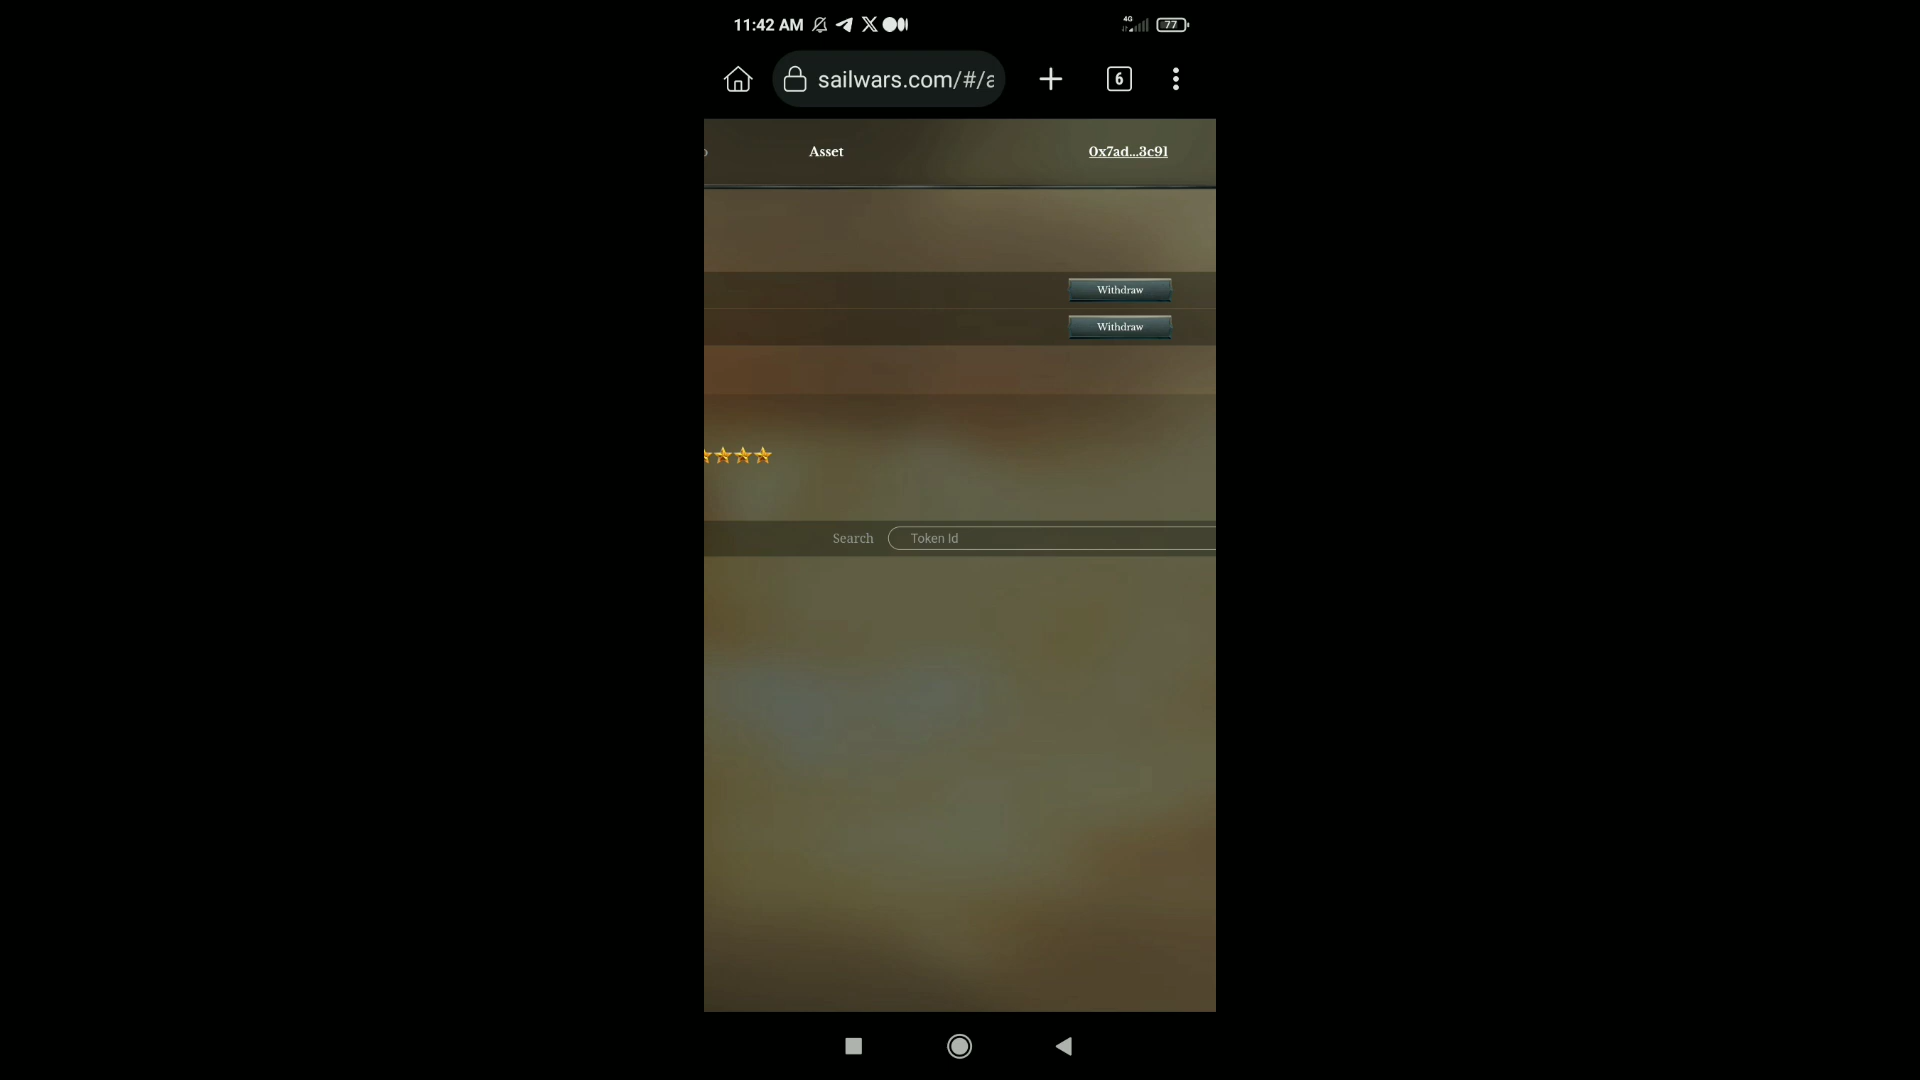 11:42 AM
4G
77
sailwars.com/#/a
6
Asset
0x7ad...3c91
Withdraw
Withdraw
Search
Token Id